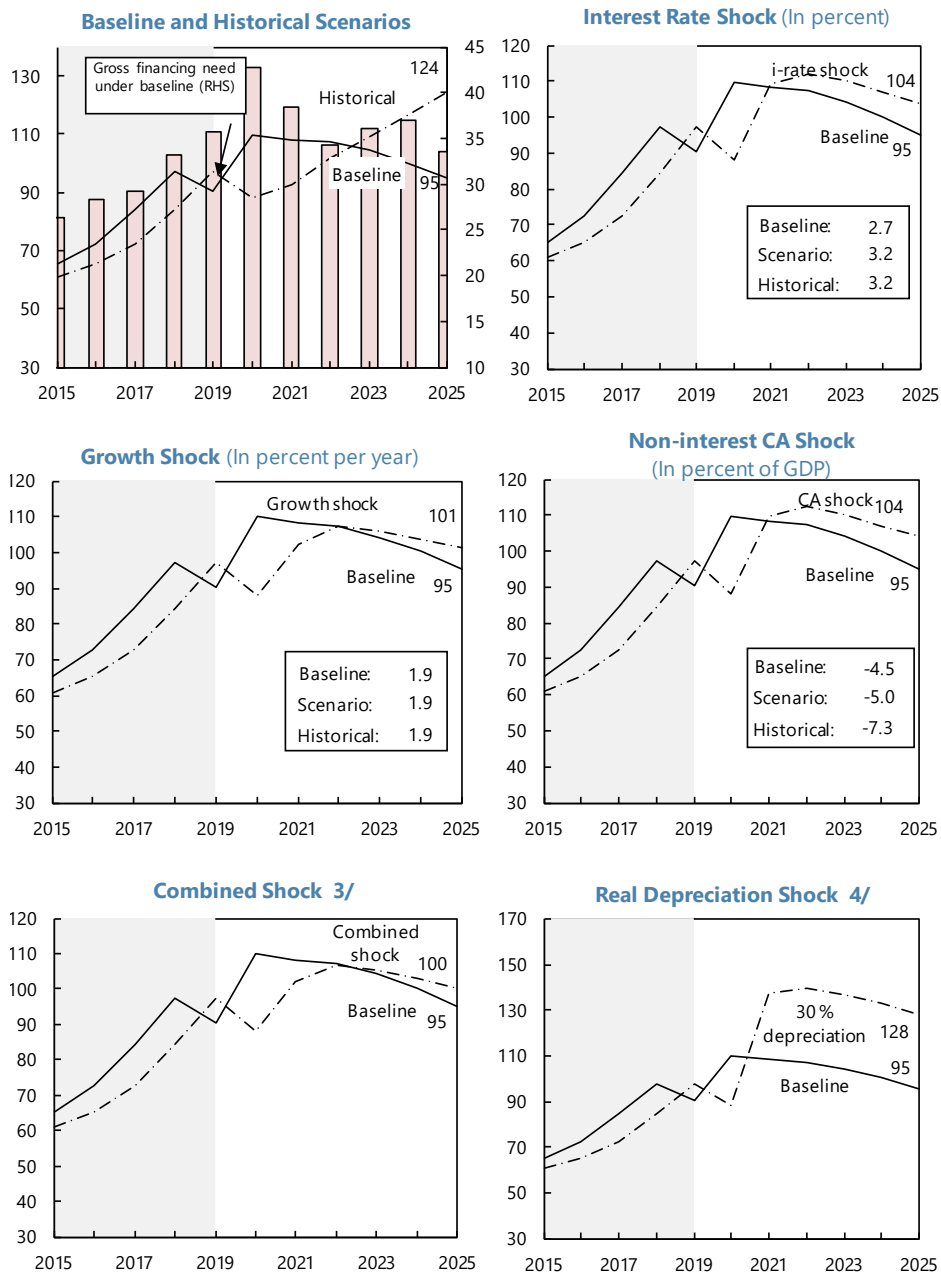 Baseline and Historical Scenarios
Gross financing need
under baseline (RHS)
124
Historical
Baseline
95
130
110
90
70
50
30
45
40
35
30
25
20
15
10
2015 2017 2019 2021 2023 2025
Interest Rate Shock (In percent)
i-rate shock
104
Baseline
95
Baseline: 2.7
Scenario: 3.2
Historical: 3.2
120
110
100
90
80
70
60
50
40
30
2015 2017 2019 2021 2023 2025
Growth Shock (In percent per year)
Growth shock
101
Baseline
95
Baseline: 1.9
Scenario: 1.9
Historical: 1.9
120
110
100
90
80
70
60
50
40
30
2015 2017 2019 2021 2023 2025
Non-interest CA Shock
(In percent of GDP)
CA shock
104
Baseline
95
Baseline: -4.5
Scenario: -5.0
Historical: -7.3
120
110
100
90
80
70
60
50
40
30
2015 2017 2019 2021 2023 2025
Combined Shock 3/
Combined
shock
100
Baseline
95
120
110
100
90
80
70
60
50
40
30
2015 2017 2019 2021 2023 2025
Real Depreciation Shock 4/
30 %
depreciation
128
95
Baseline
170
150
130
110
90
70
50
30
2015 2017 2019 2021 2023 2025